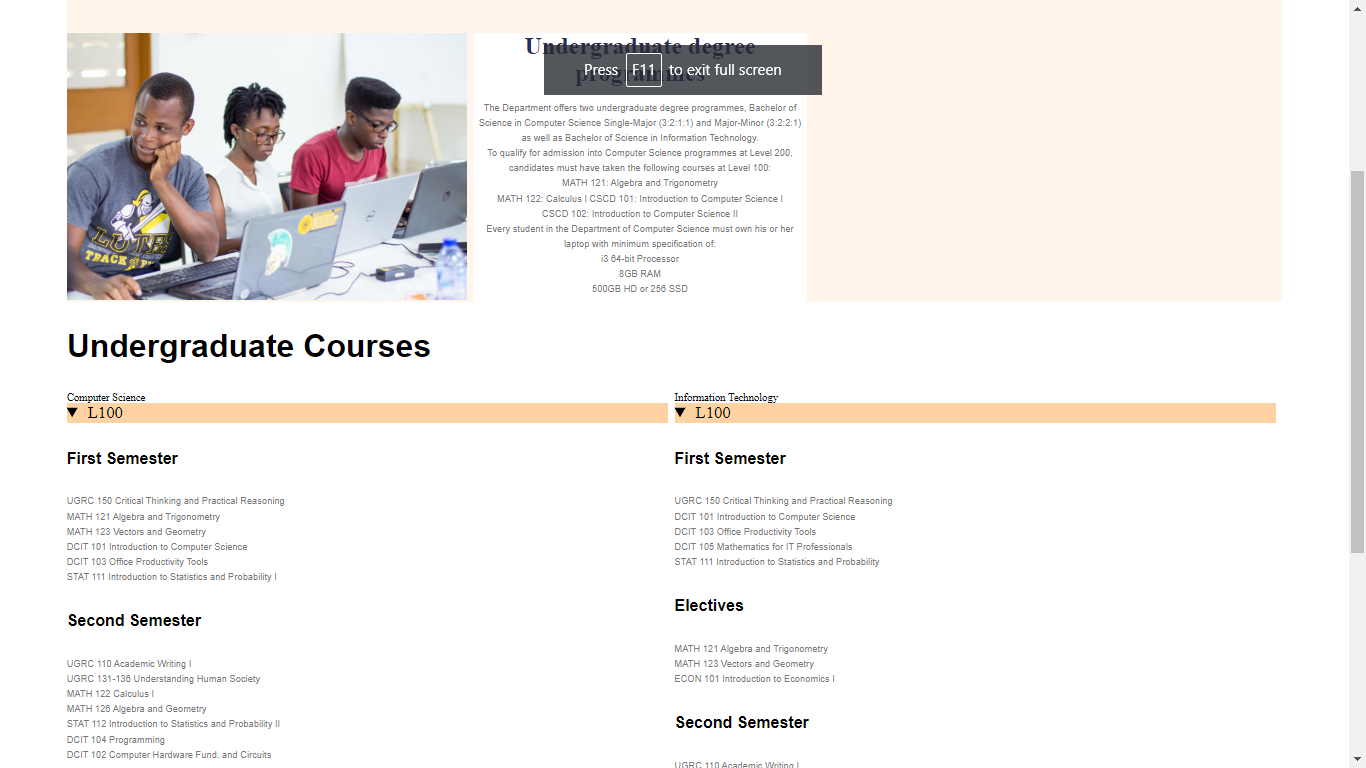 Undergraduate degree
programmes
Press F11 to exit full screen
The Department offers two undergraduate degree programmes, Bachelor of
Science in Computer Science Single-Major (3:2:1:1) and Major-Minor (3:2:2:1)
as well as Bachelor of Science in Information Technology.
To qualify for admission into Computer Science programmes at Level 200,
candidates must have taken the following courses at Level 100:
MATH 121: Algebra and Trigonometry
MATH 122: Calculus I CSCD 101: Introduction to Computer Science I
CSCD 102: Introduction to Computer Science II
Every student in the Department of Computer Science must own his or her
laptop with minimum specification of:
i3 64-bit Processor
8GB RAM
500GB HD or 256 SSD
LUTES
TRACK
DELL
Undergraduate Courses
Computer Science
L100
First Semester
UGRC 150 Critical Thinking and Practical Reasoning
MATH 121 Algebra and Trigonometry
MATH 123 Vectors and Geometry
DCIT 101 Introduction to Computer Science
DCIT 103 Office Productivity Tools
STAT 111 Introduction to Statistics and Probability I
Second Semester
UGRC 110 Academic Writing I
UGRC 131-136 Understanding Human Society
MATH 122 Calculus I
MATH 126 Algebra and Geometry
STAT 112 Introduction to Statistics and Probability II
DCIT 104 Programming
DCIT 102 Computer Hardware Fund. and Circuits
Information Technology
L100
First Semester
UGRC 150 Critical Thinking and Practical Reasoning
DCIT 101 Introduction to Computer Science
DCIT 103 Office Productivity Tools
DCIT 105 Mathematics for IT Professionals
STAT 111 Introduction to Statistics and Probability
Electives
MATH 121 Algebra and Trigonometry
MATH 123 Vectors and Geometry
ECON 101 Introduction to Economics I
Second Semester
UGRC 110 Academic Writing I